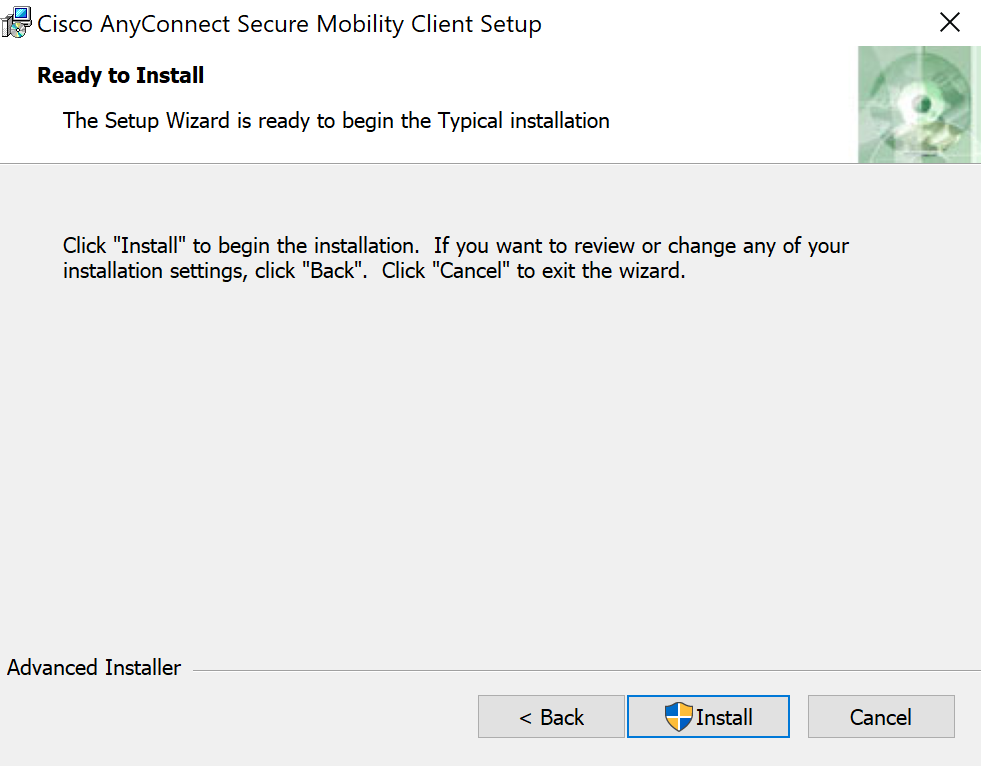 Cisco AnyConnect Secure Mobility Client Setup
Ready to Install
The Setup Wizard is ready to begin the Typical installation
Click "Install" to begin the installation.  If you want to review or change any of your
installation settings, click "Back".  Click "Cancel" to exit the wizard.
Advanced Installer
< Back
Install
Cancel